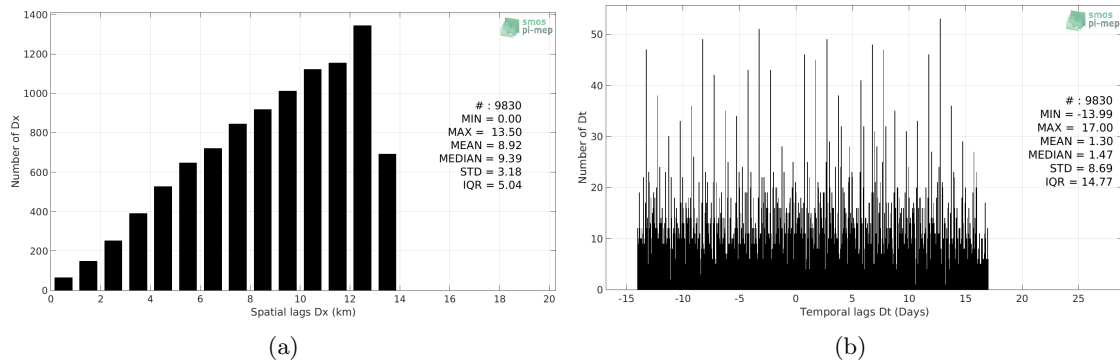 1400
1200
1000
800
600
400
200
0
Number of Dx
smos
pi-mep
# : 9830
MIN = 0.00
MAX = 13.50
MEAN = 8.92
MEDIAN = 9.39
STD = 3.18
IQR = 5.04
0 2 4 6 8 10 12 14 16 18 20
Spatial lags Dx (km)
(a)
50
40
30
20
10
0
Number of Dt
smos
pi-mep
# : 9830
MIN = -13.99
MAX = 17.00
MEAN = 1.30
MEDIAN = 1.47
STD = 8.69
IQR = 14.77
-15 -10 -5 0 5 10 15 20 25
Temporal lags Dt (Days)
(b)